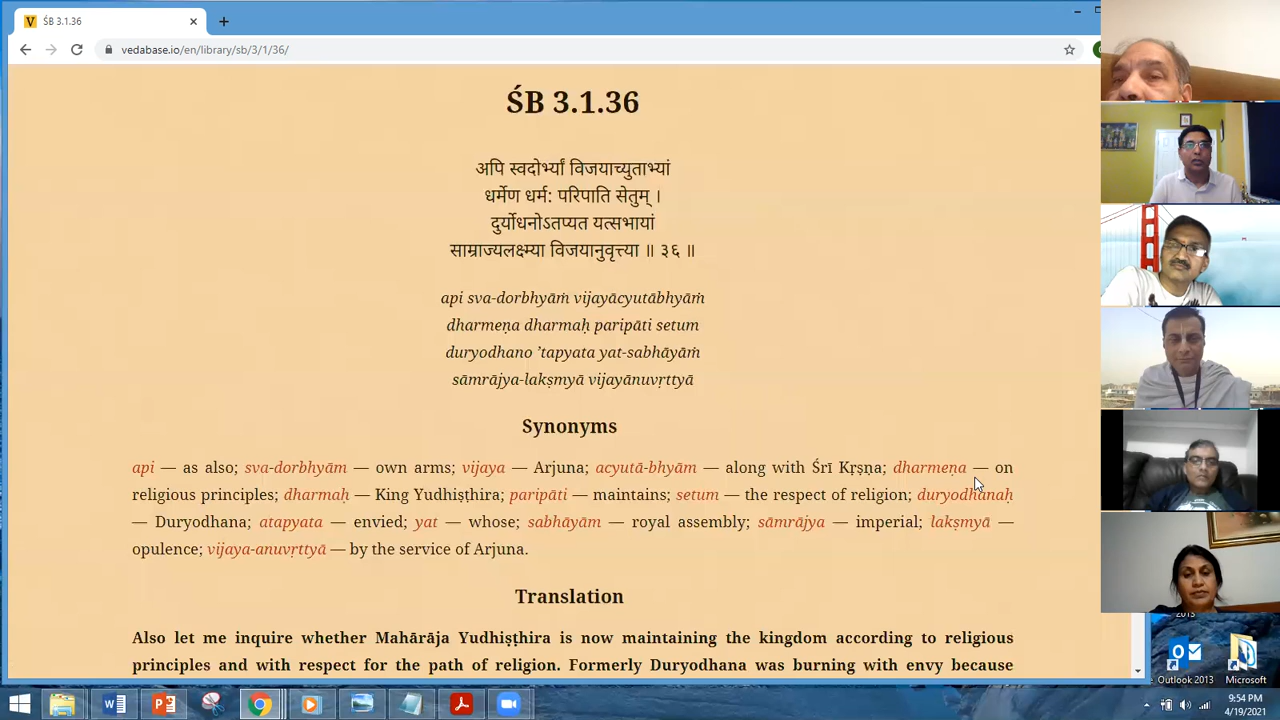 ŚB 3.1.36
vedabase.io/en/library/sb/3/1/36/
ŚB 3.1.36
अपि स्वदोर्भ्यां विजयाच्युताभ्यां
धर्मेण धर्म: परिपाति सेतुम् ।
दुर्योधनोऽतप्यत यत्सभायां
साम्राज्यलक्ष्म्या विजयानुवृत्त्या ॥ ३६ ॥
api sva-dorbhyāṁ vijayācyutābhyāṁ
dharmeṇa dharmaḥ paripāti setum
duryodhano ’tapyata yat-sabhāyāṁ
sāmrājya-lakṣmyā vijayānuvṛttyā
Synonyms
api — as also; sva-dorbhyām — own arms; vijaya — Arjuna; acyutā-bhyām — along with Śrī Kṛṣṇa; dharmeṇa — on
religious principles; dharmaḥ — King Yudhiṣṭhira; paripāti — maintains; setum — the respect of religion; duryodhanaḥ
— Duryodhana; atapyata — envied; yat — whose; sabhāyām — royal assembly; sāmrājya — imperial; lakṣmyā —
opulence; vijaya-anuvṛttyā — by the service of Arjuna.
Translation
Also let me inquire whether Mahārāja Yudhiṣṭhira is now maintaining the kingdom according to religious
principles and with respect for the path of religion. Formerly Duryodhana was burning with envy because
2013
Outlook 2013
Microsoft
9:54 PM
4/19/2021